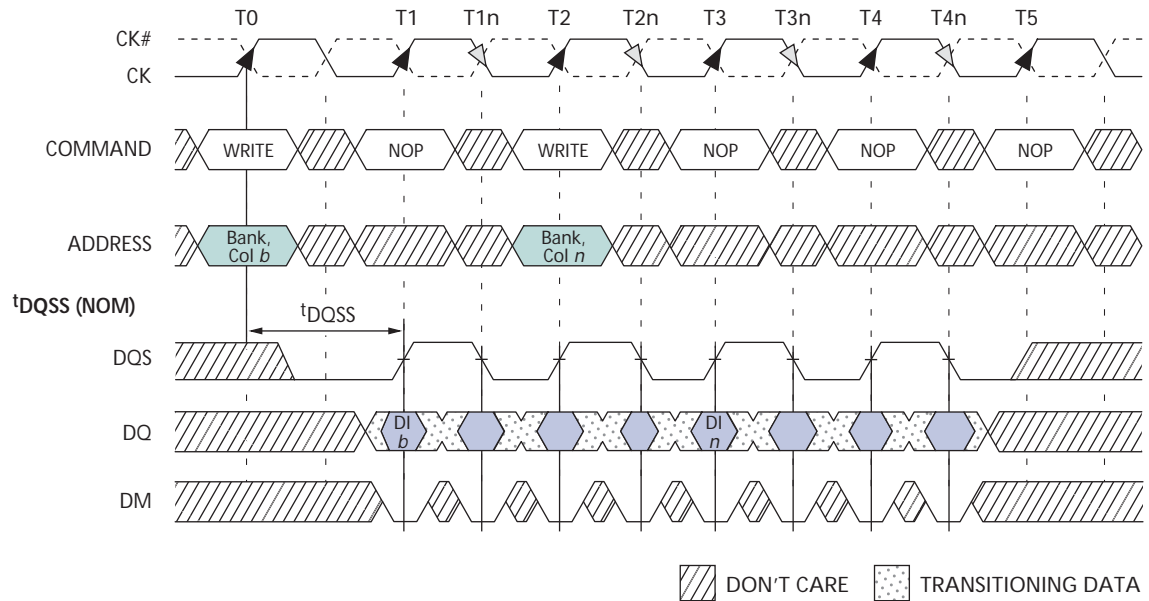 T0 T1 T1n T2 T2n T3 T3n T4 T4n T5
CK#
CK
COMMAND WRITE NOP WRITE NOP NOP NOP
ADDRESS Bank, Col b Bank, Col n
tDQSS (NOM)
tDQSS
DQS
DQ DI b DI n
DM
DON'T CARE TRANSITIONING DATA